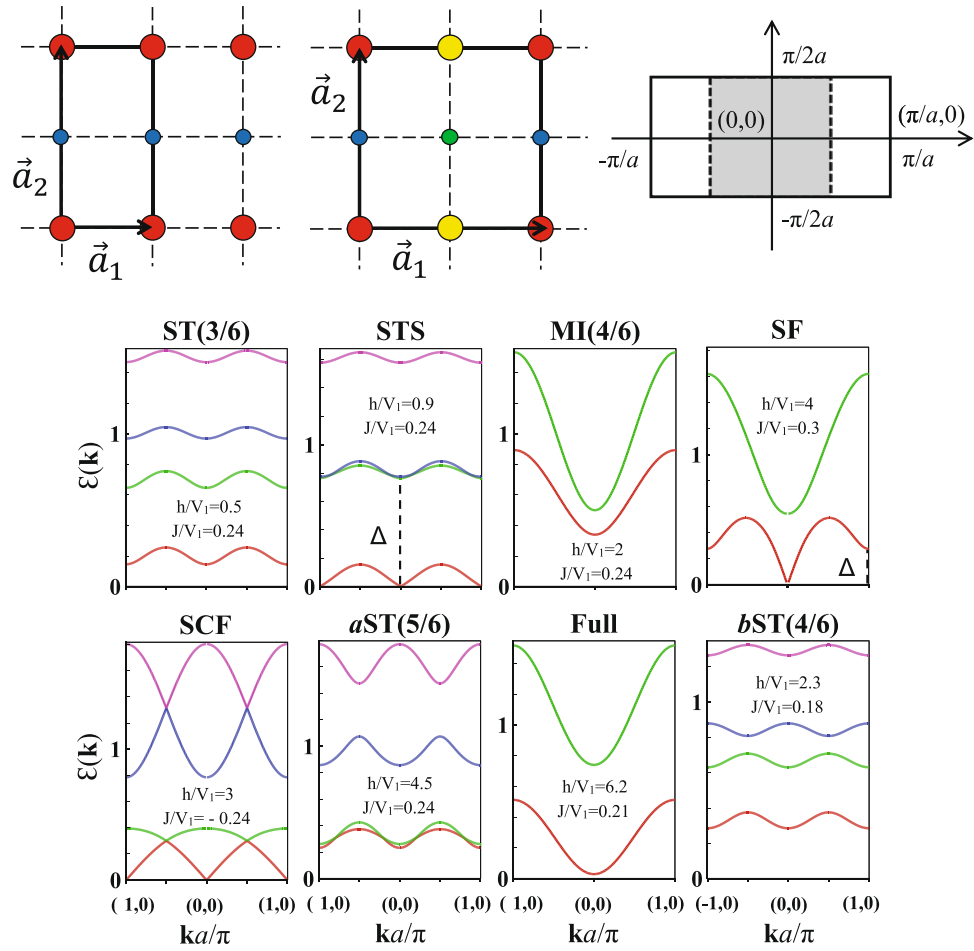 a⃗₂
a⃗₁
a⃗₂
a⃗₁
π/2a
(0,0)
(π/a,0)
-π/a
π/a
-π/2a
ST(3/6)
STS
MI(4/6)
SF
Ɛ(k)
1
0
h/V₁=0.5
J/V₁=0.24
1
0
h/V₁=0.9
J/V₁=0.24
Δ
1
0
h/V₁=2
J/V₁=0.24
1
0
h/V₁=4
J/V₁=0.3
Δ
SCF
aST(5/6)
Full
bST(4/6)
Ɛ(k)
1
0
h/V₁=3
J/V₁= - 0.24
1
0
h/V₁=4.5
J/V₁=0.24
1
0
h/V₁=6.2
J/V₁=0.21
1
0
h/V₁=2.3
J/V₁=0.18
( 1,0) (0,0) (1,0)
( 1,0) (0,0) (1,0)
( 1,0) (0,0) (1,0)
(-1,0) (0,0) (1,0)
ka/π
ka/π
ka/π
ka/π